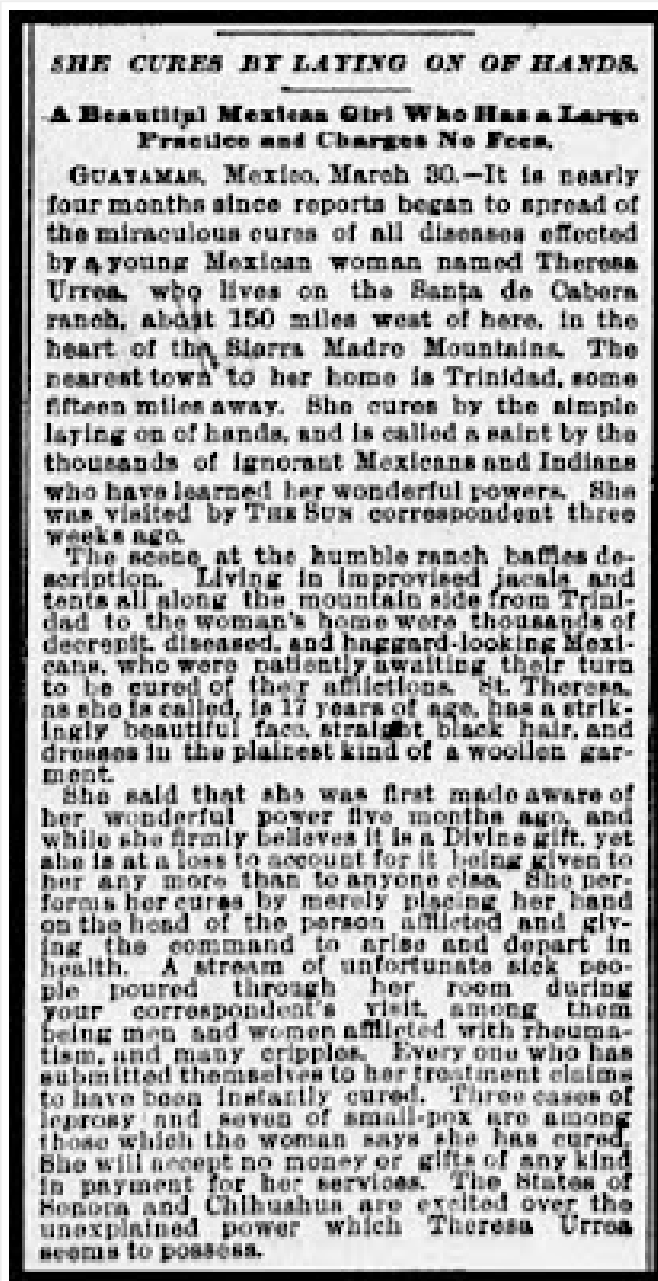 SHE CURES BY LAYING ON OF HANDS.
A Beautiful Mexican Girl Who Has a Large
Practice and Charges No Fees.
GUAYAMAS, Mexico, March 30.—It is nearly
four months since reports began to spread of
the miraculous cures of all diseases effected
by a young Mexican woman named Theresa
Urrea, who lives on the Santa de Cabera
ranch, about 150 miles west of here, in the
heart of the Sierra Madre Mountains. The
nearest town to her home is Trinidad, some
fifteen miles away. She cures by the simple
laying on of hands, and is called a saint by the
thousands of ignorant Mexicans and Indians
who have learned her wonderful powers. She
was visited by THE SUN correspondent three
weeks ago.
The scene at the humble ranch baffles de-
scription. Living in improvised jacals and
tents all along the mountain side from Trini-
dad to the woman's home were thousands of
decrepit, diseased, and haggard-looking Mexi-
cans, who were patiently awaiting their turn
to be cured of their afflictions. St. Theresa,
as she is called, is 17 years of age, has a strik-
ingly beautiful face, straight black hair, and
dresses in the plainest kind of a woollen gar-
ment.
She said that she was first made aware of
her wonderful power five months ago, and
while she firmly believes it is a Divine gift, yet
she is at a loss to account for it being given to
her any more than to anyone else. She per-
forms her cures by merely placing her hand
on the head of the person afflicted and giv-
ing the command to arise and depart in
health. A stream of unfortunate sick peo-
ple poured through her room during
your correspondent's visit, among them
being men and women afflicted with rheuma-
tism, and many cripples. Every one who has
submitted themselves to her treatment claims
to have been instantly cured. Three cases of
leprosy and seven of small-pox are among
those which the woman says she has cured.
She will accept no money or gifts of any kind
in payment for her services. The States of
Sonora and Chihushua are excited over the
unexplained power which Theresa Urrea
seems to possess.